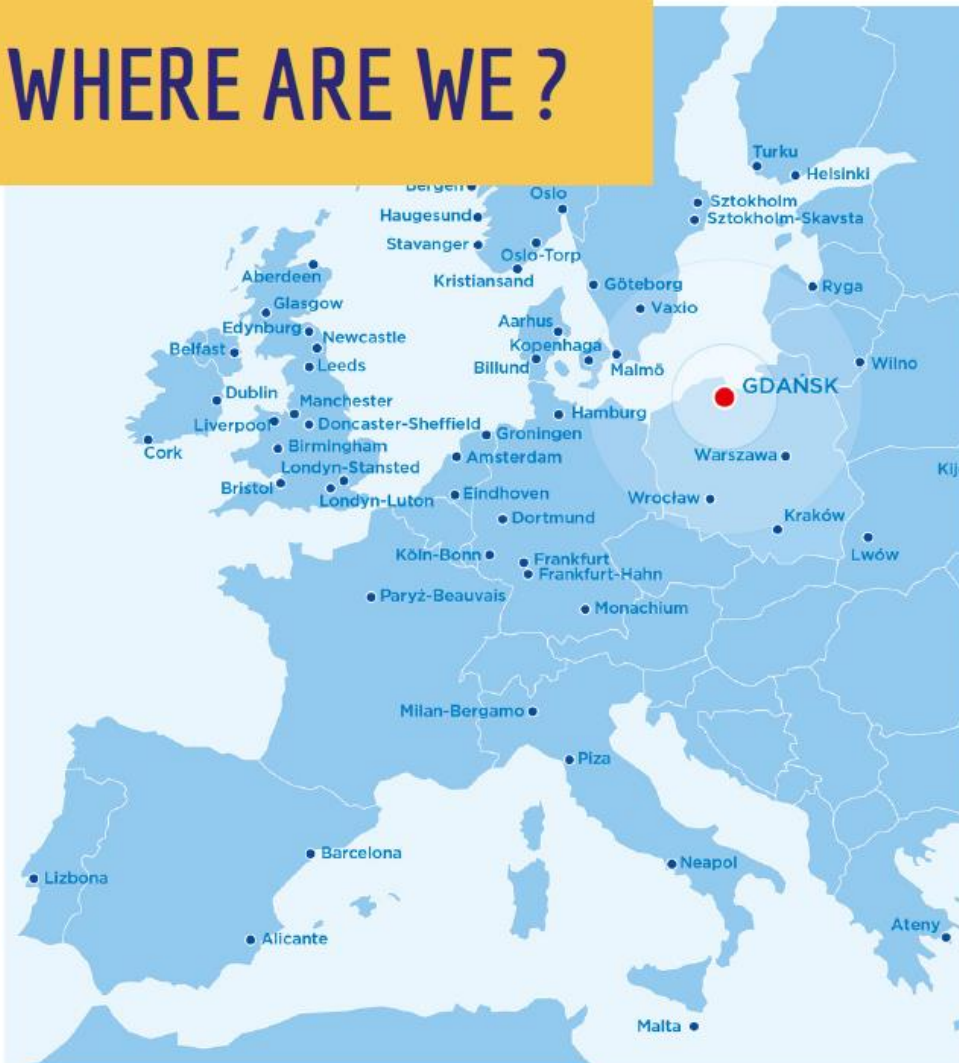 WHERE ARE WE ?
Turku
Helsinki
Bergen
Oslo
Sztokholm
Haugesund
Sztokholm-Skavsta
Stavanger
Oslo-Torp
Aberdeen
Kristiansand
Göteborg
Ryga
Glasgow
Vaxio
Edynburg
Newcastle
Aarhus
Kopenhaga
Belfast
Leeds
Billund
Malmö
Wilno
GDAŃSK
Dublin
Manchester
Hamburg
Liverpool
Doncaster-Sheffield
Groningen
Cork
Birmingham
Amsterdam
Warszawa
Londyn-Stansted
Kij
Bristol
Londyn-Luton
Eindhoven
Wrocław
Dortmund
Kraków
Köln-Bonn
Frankfurt
Lwów
Frankfurt-Hahn
Paryż-Beauvais
Monachium
Milan-Bergamo
Piza
Barcelona
Neapol
Lizbona
Alicante
Ateny
Malta